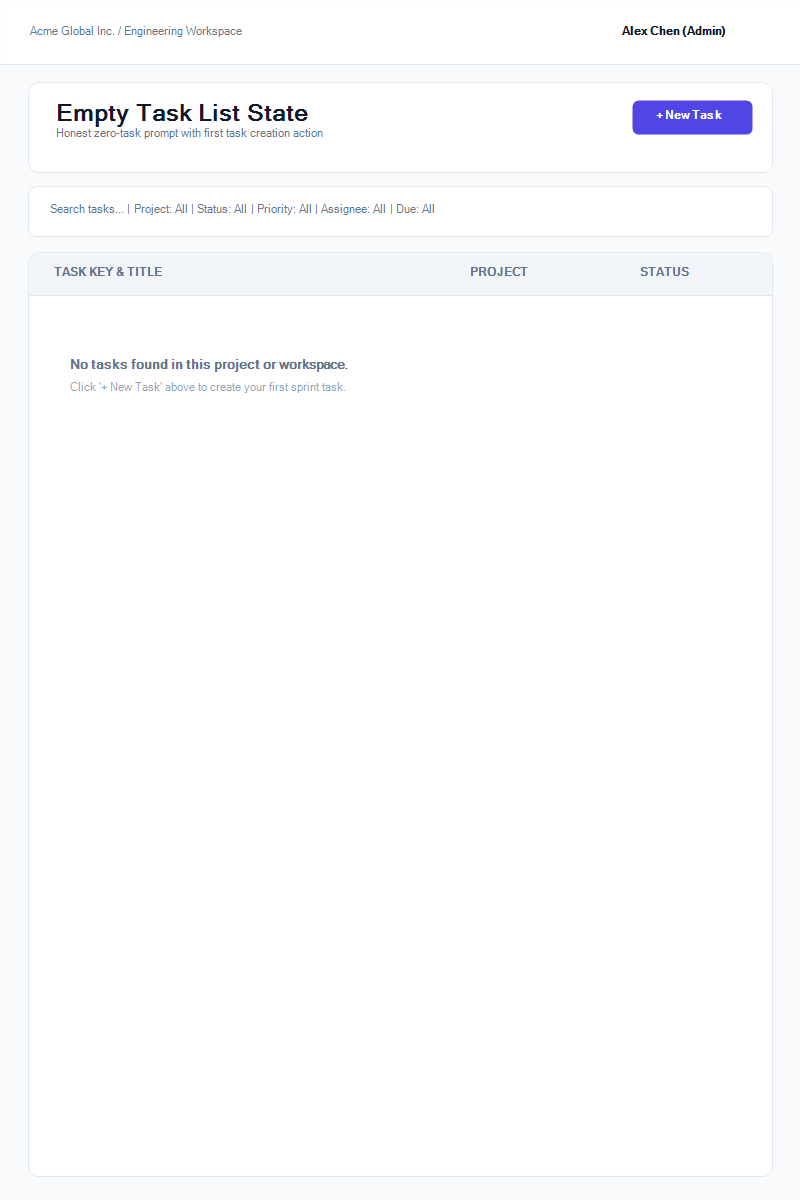 Acme Global Inc. / Engineering Workspace
Alex Chen (Admin)
Empty Task List State
+ New Task
Honest zero-task prompt with first task creation action
Search tasks... | Project: All | Status: All | Priority: All | Assignee: All | Due: All
TASK KEY & TITLE
PROJECT
STATUS
No tasks found in this project or workspace.
Click '+ New Task' above to create your first sprint task.